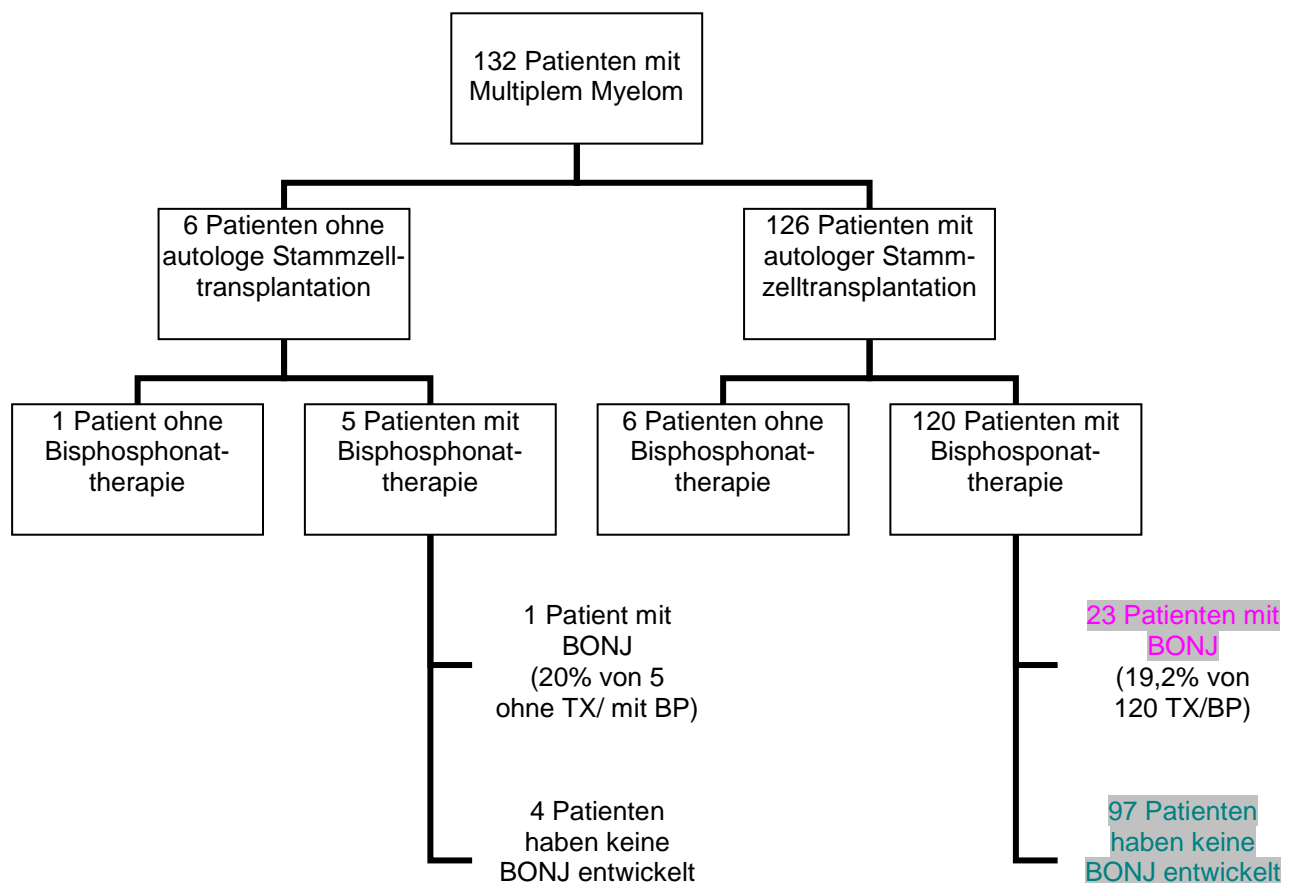 132 Patienten mit
Multiplem Myelom
6 Patienten ohne
autologe Stammzell-
transplantation
126 Patienten mit
autologer Stamm-
zelltransplantation
1 Patient ohne
Bisphosphonat-
therapie
5 Patienten mit
Bisphosphonat-
therapie
6 Patienten ohne
Bisphosphonat-
therapie
120 Patienten mit
Bisphosponat-
therapie
1 Patient mit
BONJ
(20% von 5
ohne TX/ mit BP)
23 Patienten mit
BONJ
(19,2% von
120 TX/BP)
4 Patienten
haben keine
BONJ entwickelt
97 Patienten
haben keine
BONJ entwickelt